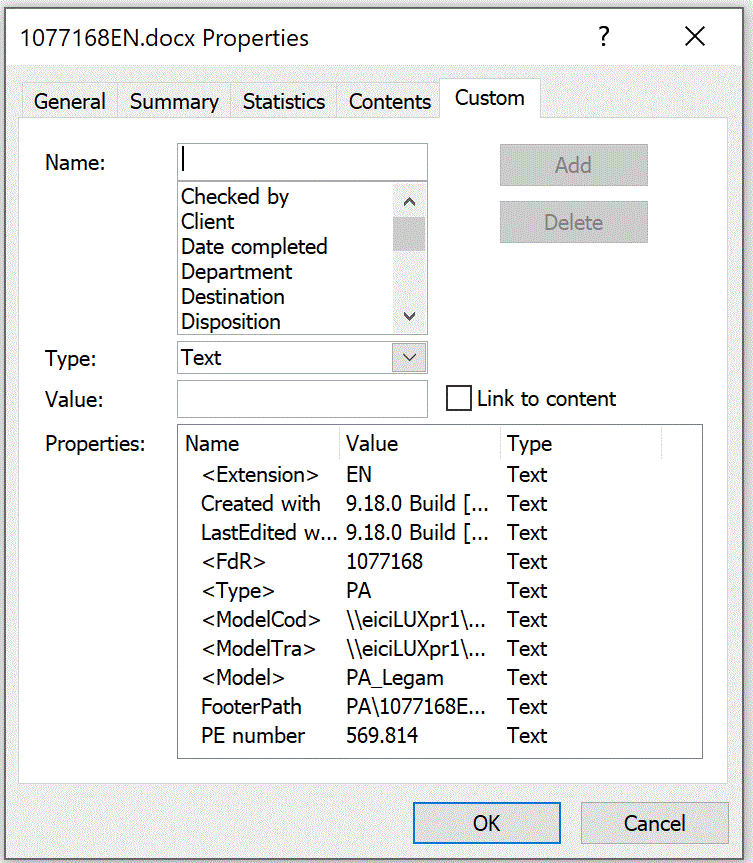 1077168EN.docx Properties ? ✕
General Summary Statistics Contents Custom
Name: Add
Checked by
Client
Delete
Date completed
Department
Destination
Disposition
Type: Text
Value: Link to content
Properties: Name Value Type
<Extension> EN Text
Created with 9.18.0 Build [... Text
LastEdited w... 9.18.0 Build [... Text
<FdR> 1077168 Text
<Type> PA Text
<ModelCod> \\eiciLUXpr1\... Text
<ModelTra> \\eiciLUXpr1\... Text
<Model> PA_Legam Text
FooterPath PA\1077168E... Text
PE number 569.814 Text
OK Cancel